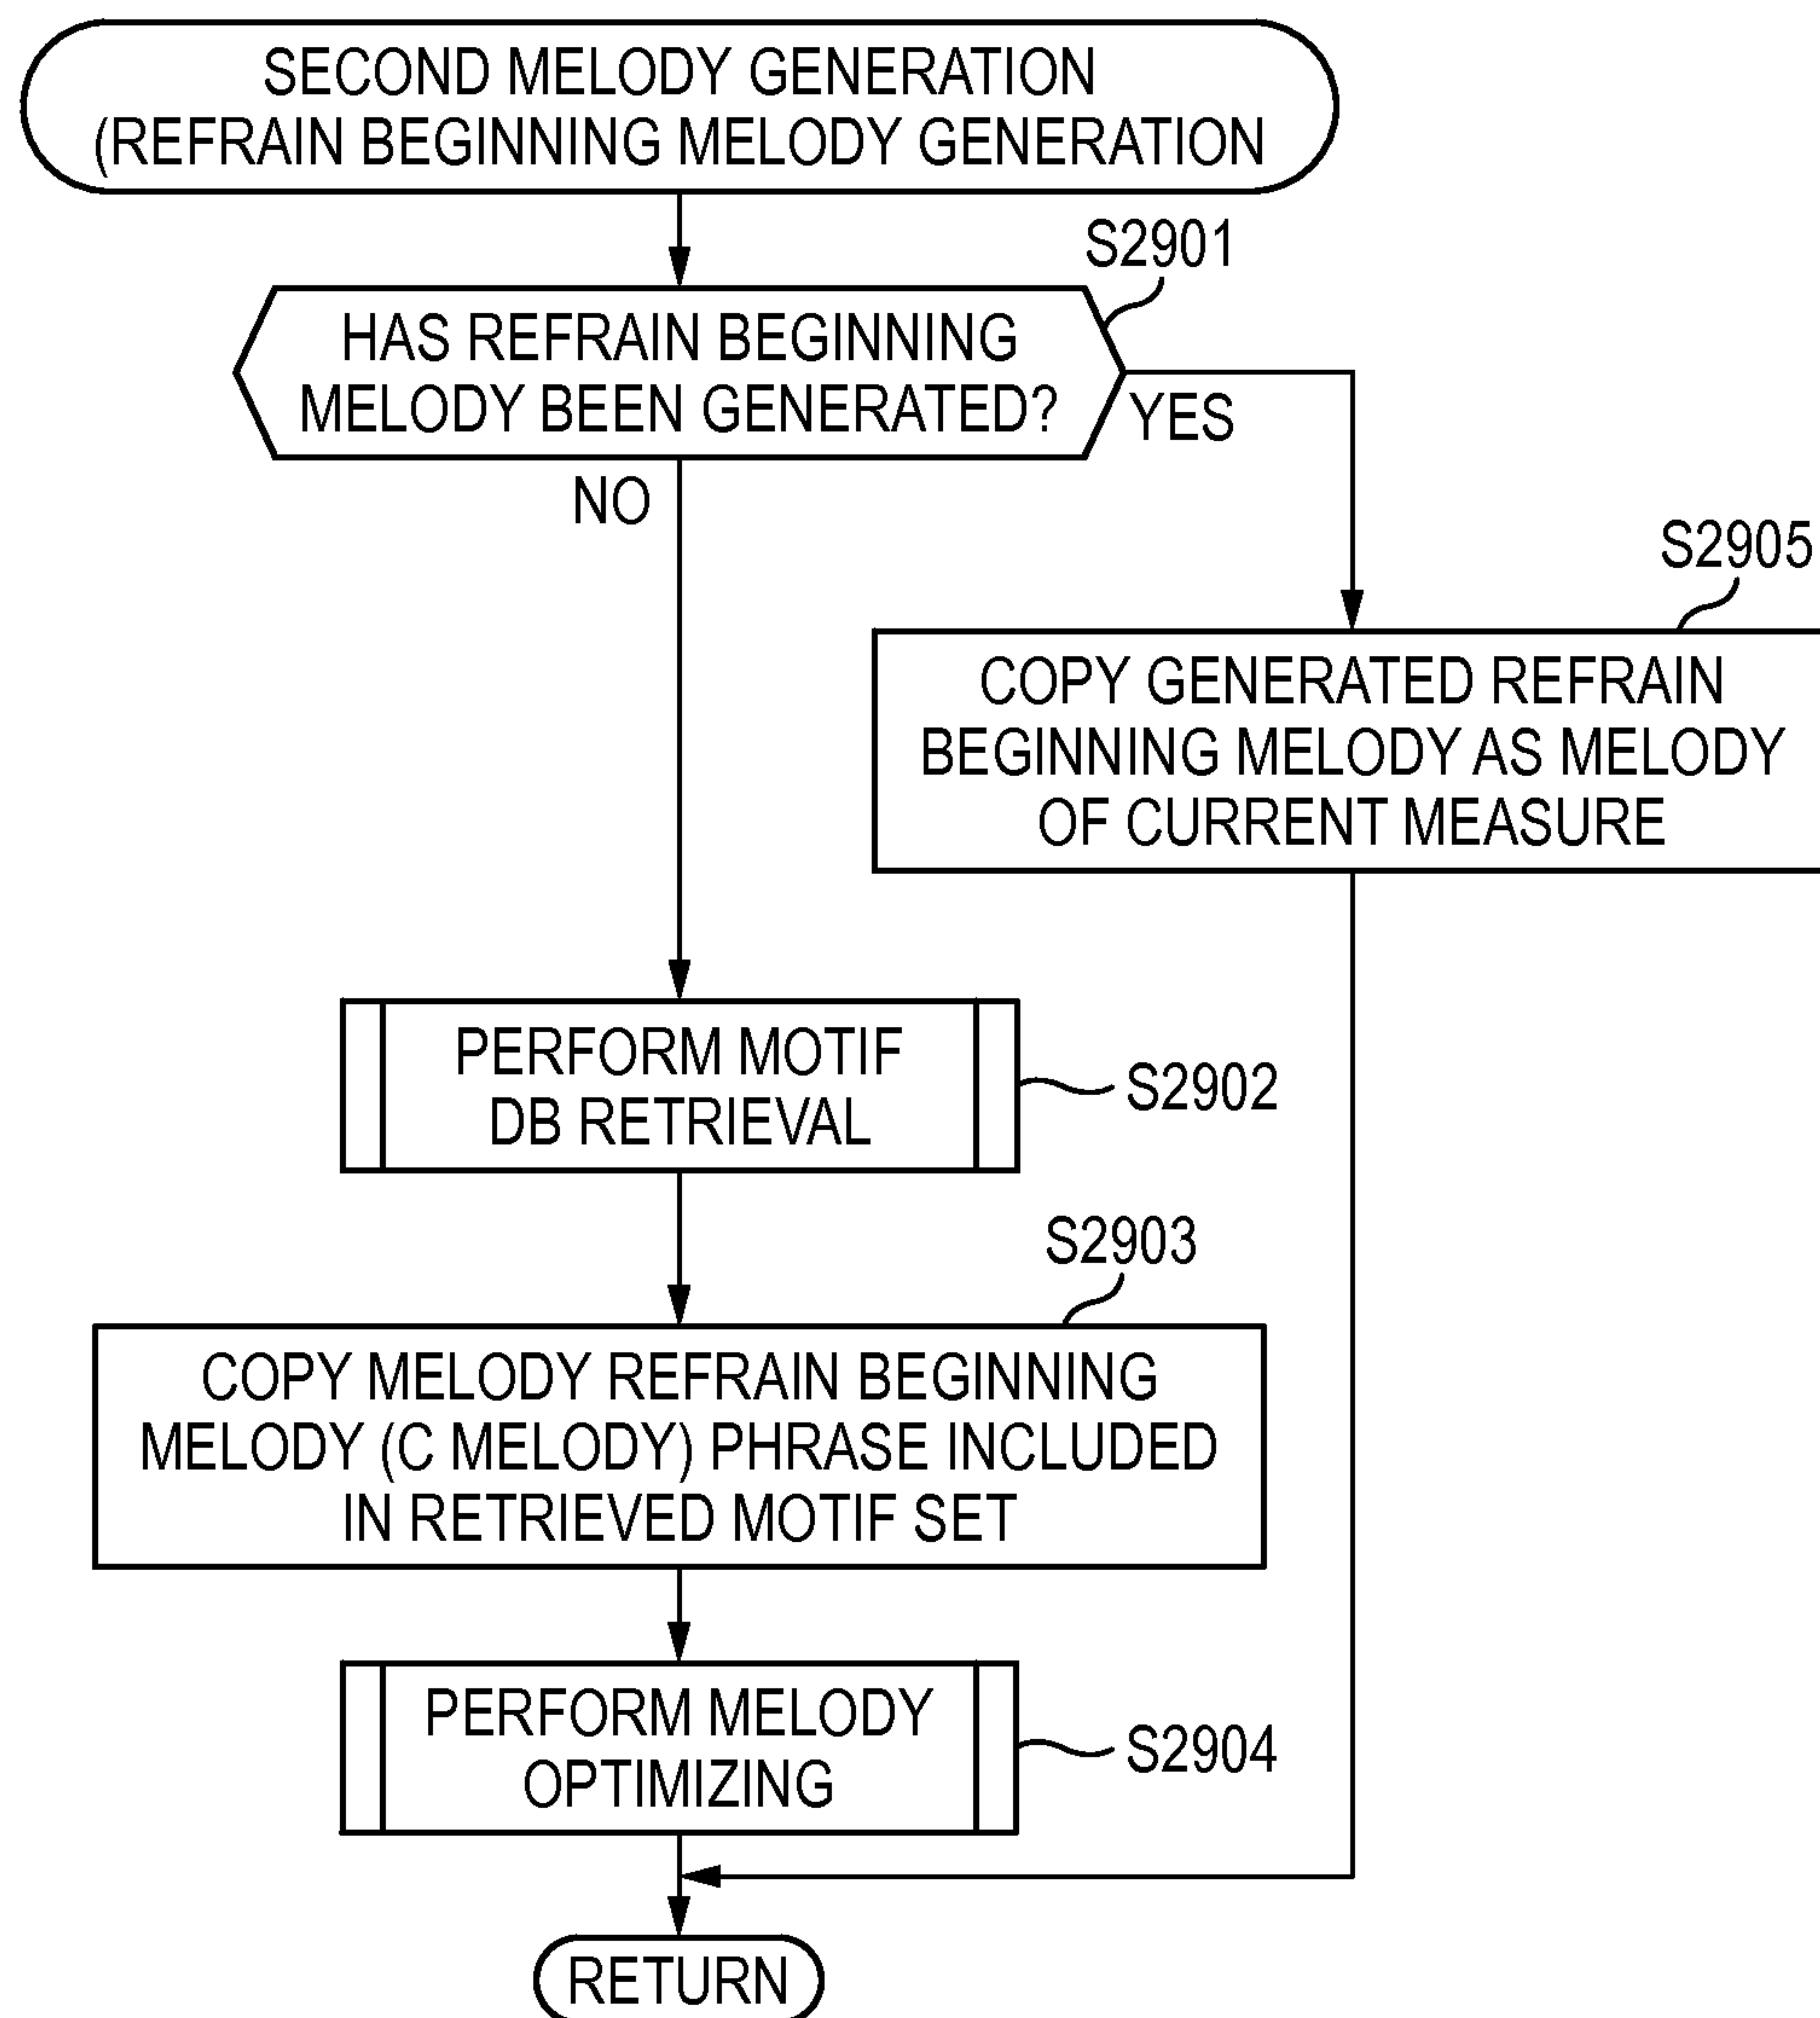 SECOND MELODY GENERATION
(REFRAIN BEGINNING MELODY GENERATION
S2901
HAS REFRAIN BEGINNING
MELODY BEEN GENERATED?
YES
NO
S2905
COPY GENERATED REFRAIN
BEGINNING MELODY AS MELODY
OF CURRENT MEASURE
PERFORM MOTIF
DB RETRIEVAL
S2902
S2903
COPY MELODY REFRAIN BEGINNING
MELODY (C MELODY) PHRASE INCLUDED
IN RETRIEVED MOTIF SET
PERFORM MELODY
OPTIMIZING
S2904
RETURN